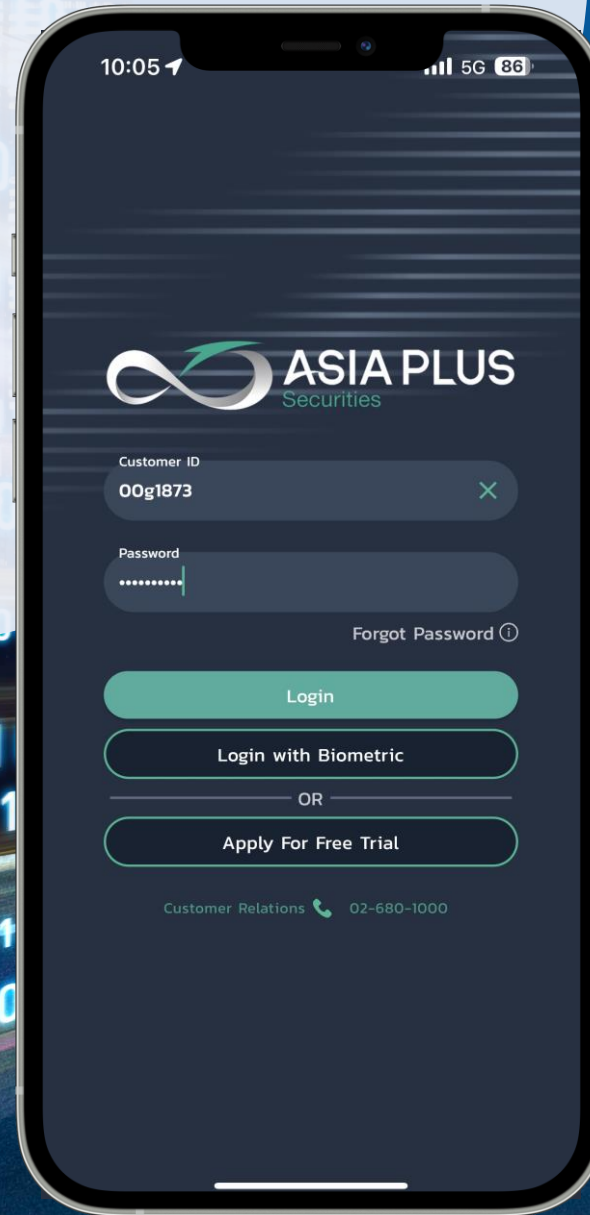 10:05
5G 86
ASIA PLUS
Securities
Customer ID
00g1873
Password
••••••••••
Forgot Password
Login
Login with Biometric
OR
Apply For Free Trial
Customer Relations 02-680-1000